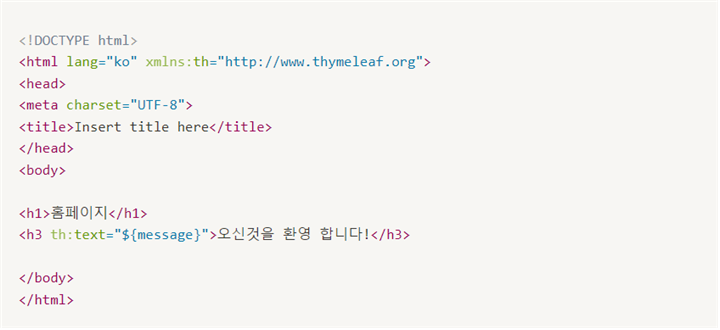 <!DOCTYPE html>
<html lang="ko" xmlns:th="http://www.thymeleaf.org">
<head>
<meta charset="UTF-8">
<title>Insert title here</title>
</head>
<body>
<h1>홈페이지</h1>
<h3 th:text="${message}">오신것을 환영 합니다!</h3>
</body>
</html>